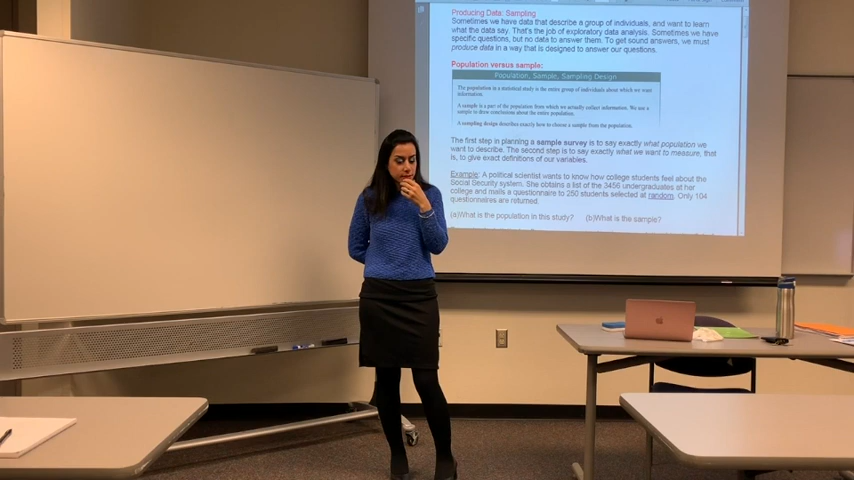 Producing Data: Sampling
Sometimes we have data that describe a group of individuals, and want to learn
what the data say. That's the job of exploratory data analysis. Sometimes we have
specific questions, but no data to answer them. To get sound answers, we must
produce data in a way that is designed to answer our questions.
Population versus sample:
Population, Sample, Sampling Design
The population in a statistical study is the entire group of individuals about which we want
information.
A sample is a part of the population from which we actually collect information. We use a
sample to draw conclusions about the entire population.
A sampling design describes exactly how to choose a sample from the population.
The first step in planning a sample survey is to say exactly what population we
want to describe. The second step is to say exactly what we want to measure, that
is, to give exact definitions of our variables.
Example: A political scientist wants to know how college students feel about the
Social Security system. She obtains a list of the 3456 undergraduates at her
college and mails a questionnaire to 250 students selected at random. Only 104
questionnaires are returned.
(a)What is the population in this study? (b)What is the sample?